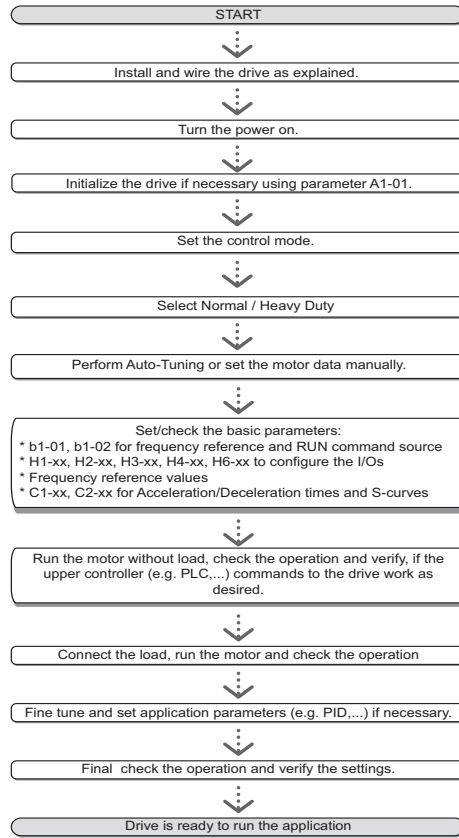 START
Install and wire the drive as explained.
Turn the power on.
Initialize the drive if necessary using parameter A1-01.
Set the control mode.
Select Normal / Heavy Duty
Perform Auto-Tuning or set the motor data manually.
Set/check the basic parameters:
* b1-01, b1-02 for frequency reference and RUN command source
* H1-xx, H2-xx, H3-xx, H4-xx, H6-xx to configure the I/Os
* Frequency reference values
* C1-xx, C2-xx for Acceleration/Deceleration times and S-curves
Run the motor without load, check the operation and verify, if the
upper controller (e.g. PLC,...) commands to the drive work as
desired.
Connect the load, run the motor and check the operation
Fine tune and set application parameters (e.g. PID,...) if necessary.
Final  check the operation and verify the settings.
Drive is ready to run the application